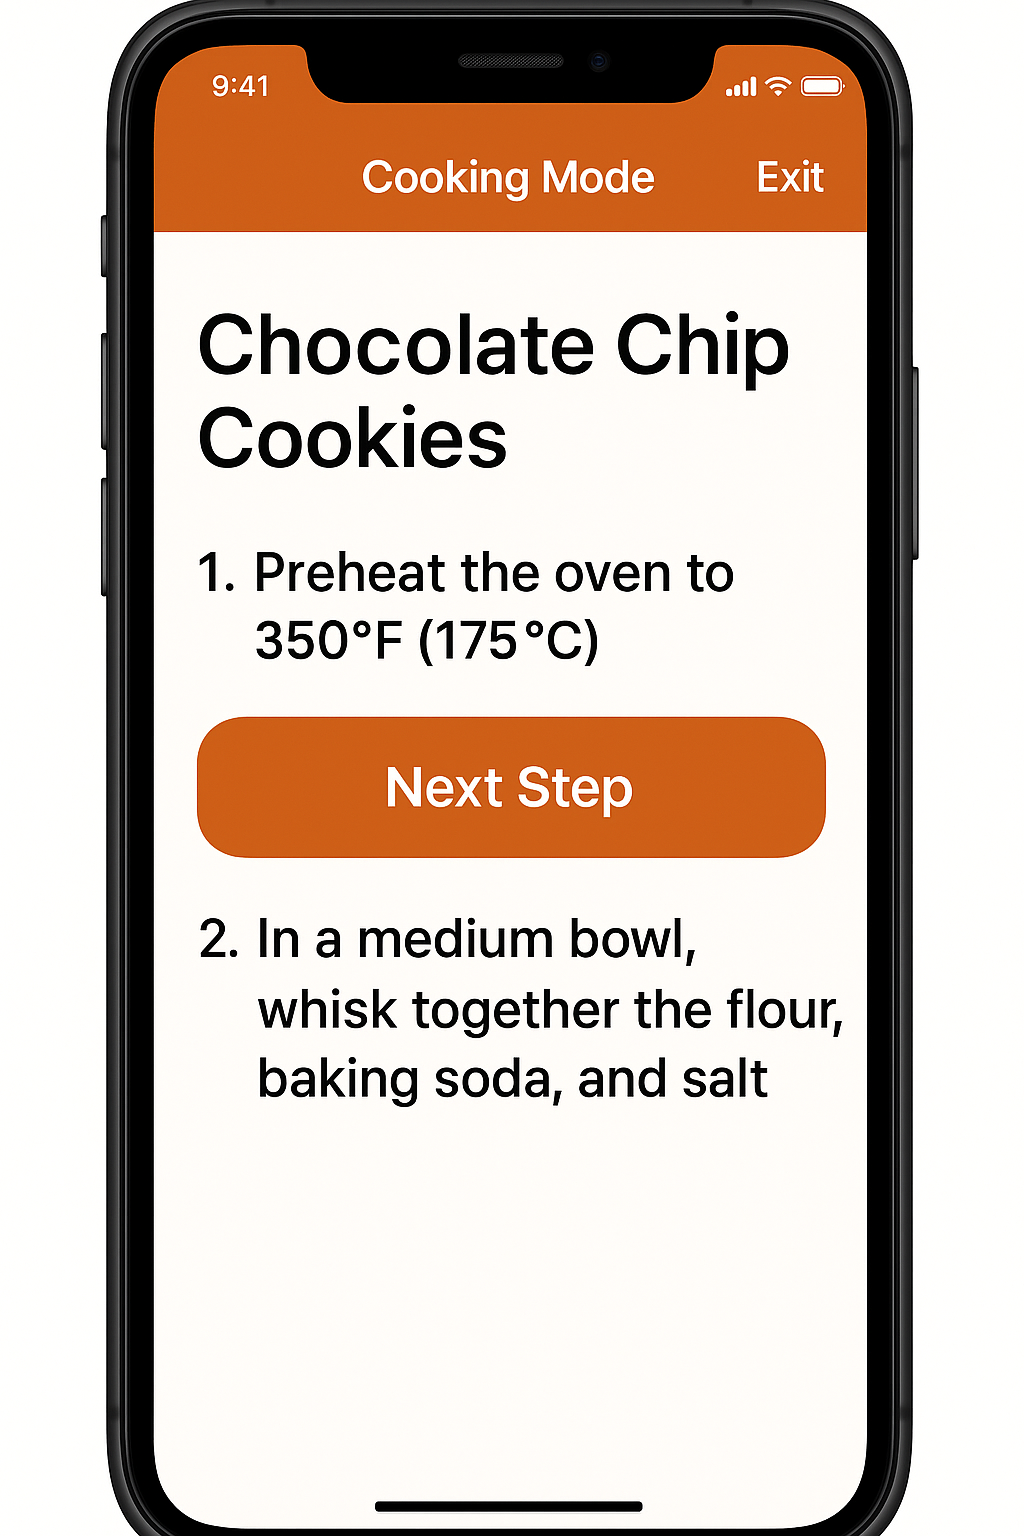 9:41
Cooking Mode Exit
Chocolate Chip
Cookies
1. Preheat the oven to
350°F (175°C)
Next Step
2. In a medium bowl,
whisk together the flour,
baking soda, and salt